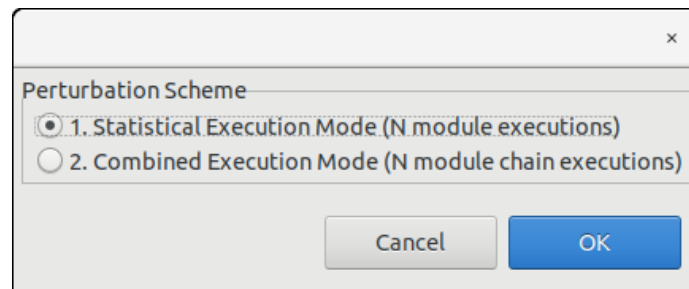 Perturbation Scheme
1. Statistical Execution Mode (N module executions)
2. Combined Execution Mode (N module chain executions)
Cancel OK